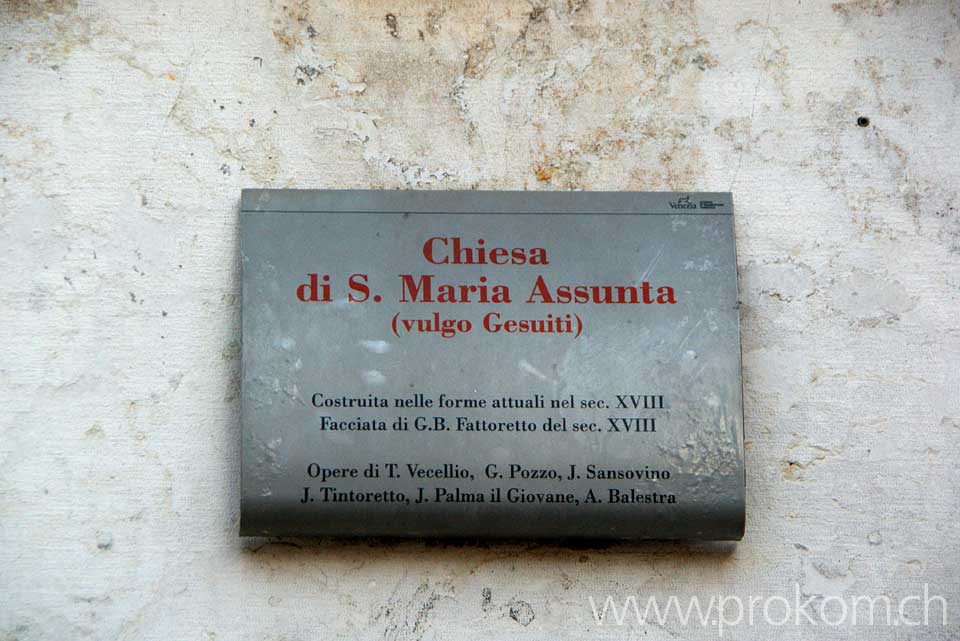 Venezia
Chiesa
di S. Maria Assunta
(vulgo Gesuiti)
Costruita nelle forme attuali nel sec. XVIII
Facciata di G.B. Fattoretto del sec. XVIII
Opere di T. Vecellio, G. Pozzo, J. Sansovino
J. Tintoretto, J. Palma il Giovane, A. Balestra
www.prokom.ch